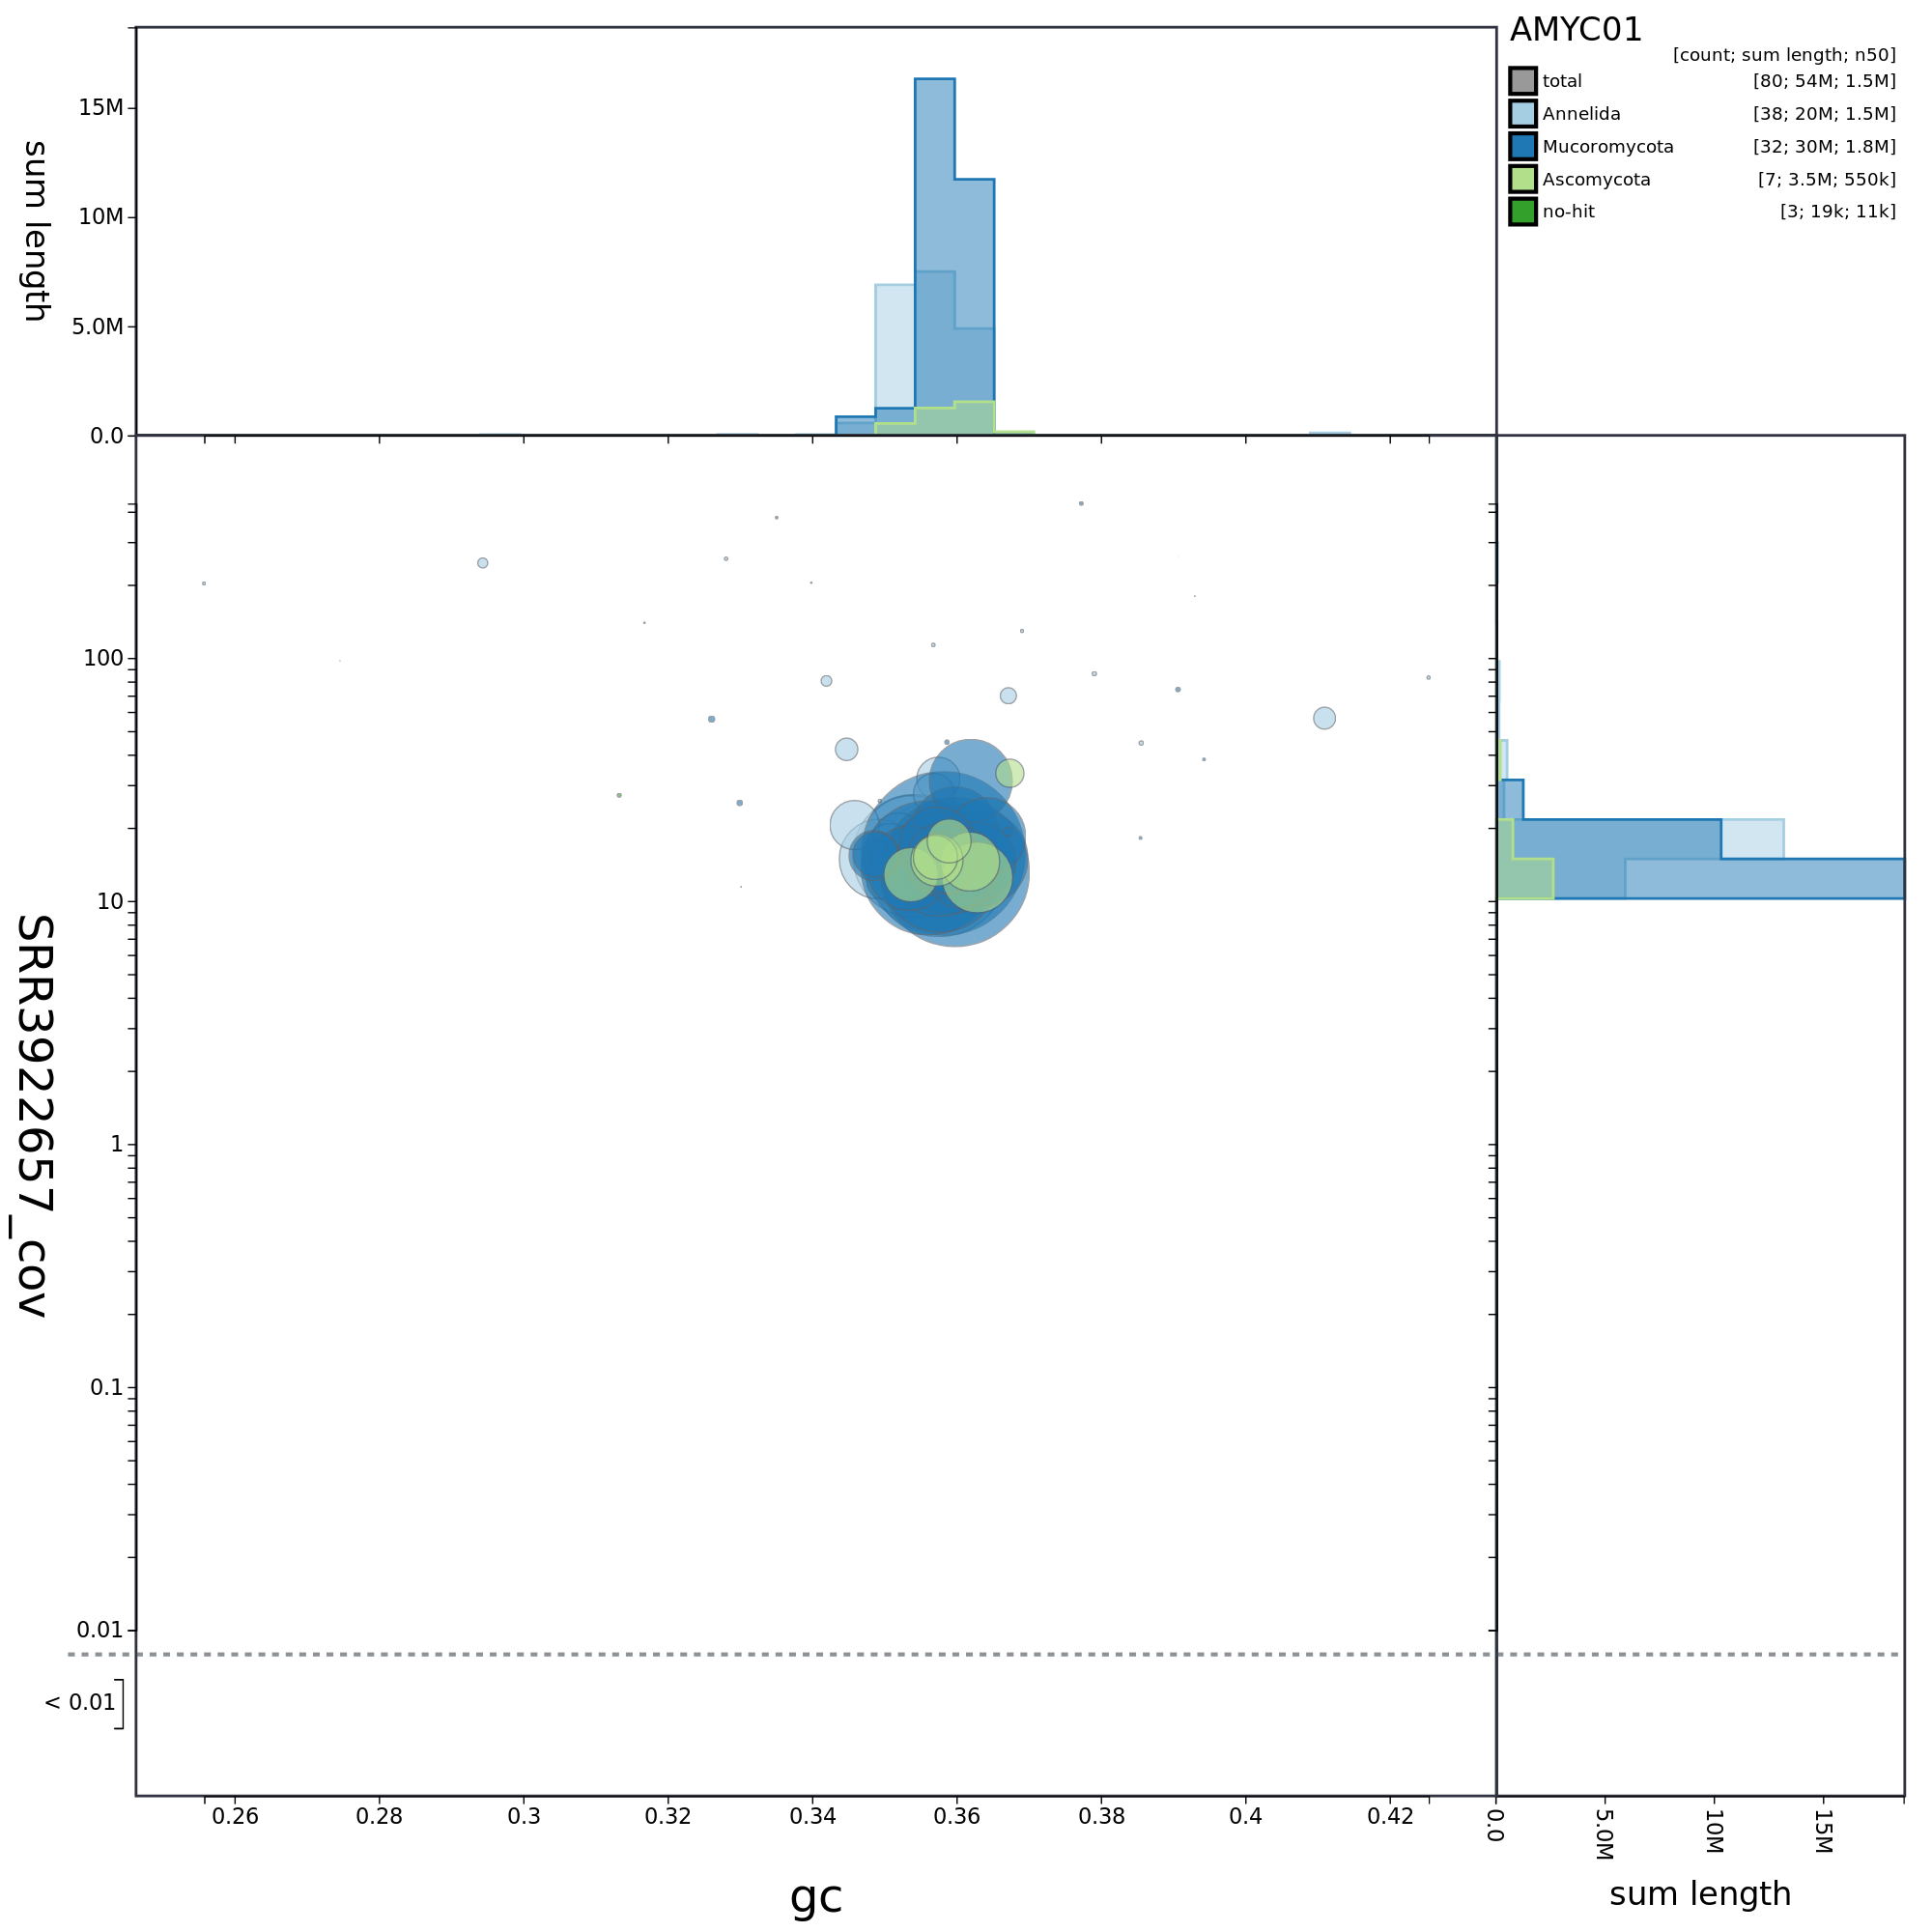 AMYC01
[count; sum length; n50]
total [80; 54M; 1.5M]
Annelida [38; 20M; 1.5M]
Mucoromycota [32; 30M; 1.8M]
Ascomycota [7; 3.5M; 550k]
no-hit [3; 19k; 11k]
sum length
15M
10M
5.0M
0.0
SRR3922657_cov
100
10
1
0.1
0.01
< 0.01
0.26 0.28 0.3 0.32 0.34 0.36 0.38 0.4 0.42
gc
0.0 5.0M 10M 15M
sum length